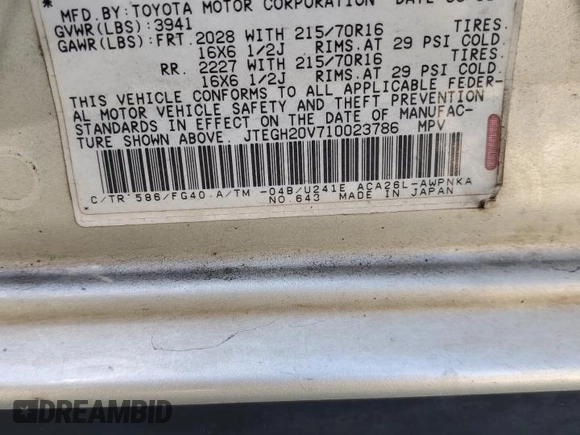 * MFD. BY: TOYOTA MOTOR CORPORATION DATE
GVWR(LBS):3941
GAWR(LBS): FRT. 2028 WITH 215/70R16 TIRES.
16X6 1/2J RIMS.AT 29 PSI COLD.
RR. 2227 WITH 215/70R16 TIRES.
16X6 1/2J RIMS.AT 29 PSI COLD.
THIS VEHICLE CONFORMS TO ALL APPLICABLE FEDER-
AL MOTOR VEHICLE SAFETY AND THEFT PREVENTION
STANDARDS IN EFFECT ON THE DATE OF MANUFAC-
TURE SHOWN ABOVE. JTEGH20V710023786 MPV
C/TR 586/FG40.A/TM -04B/U241E ACA26L-AWPNKA
NO.643 MADE IN JAPAN
DREAMBID